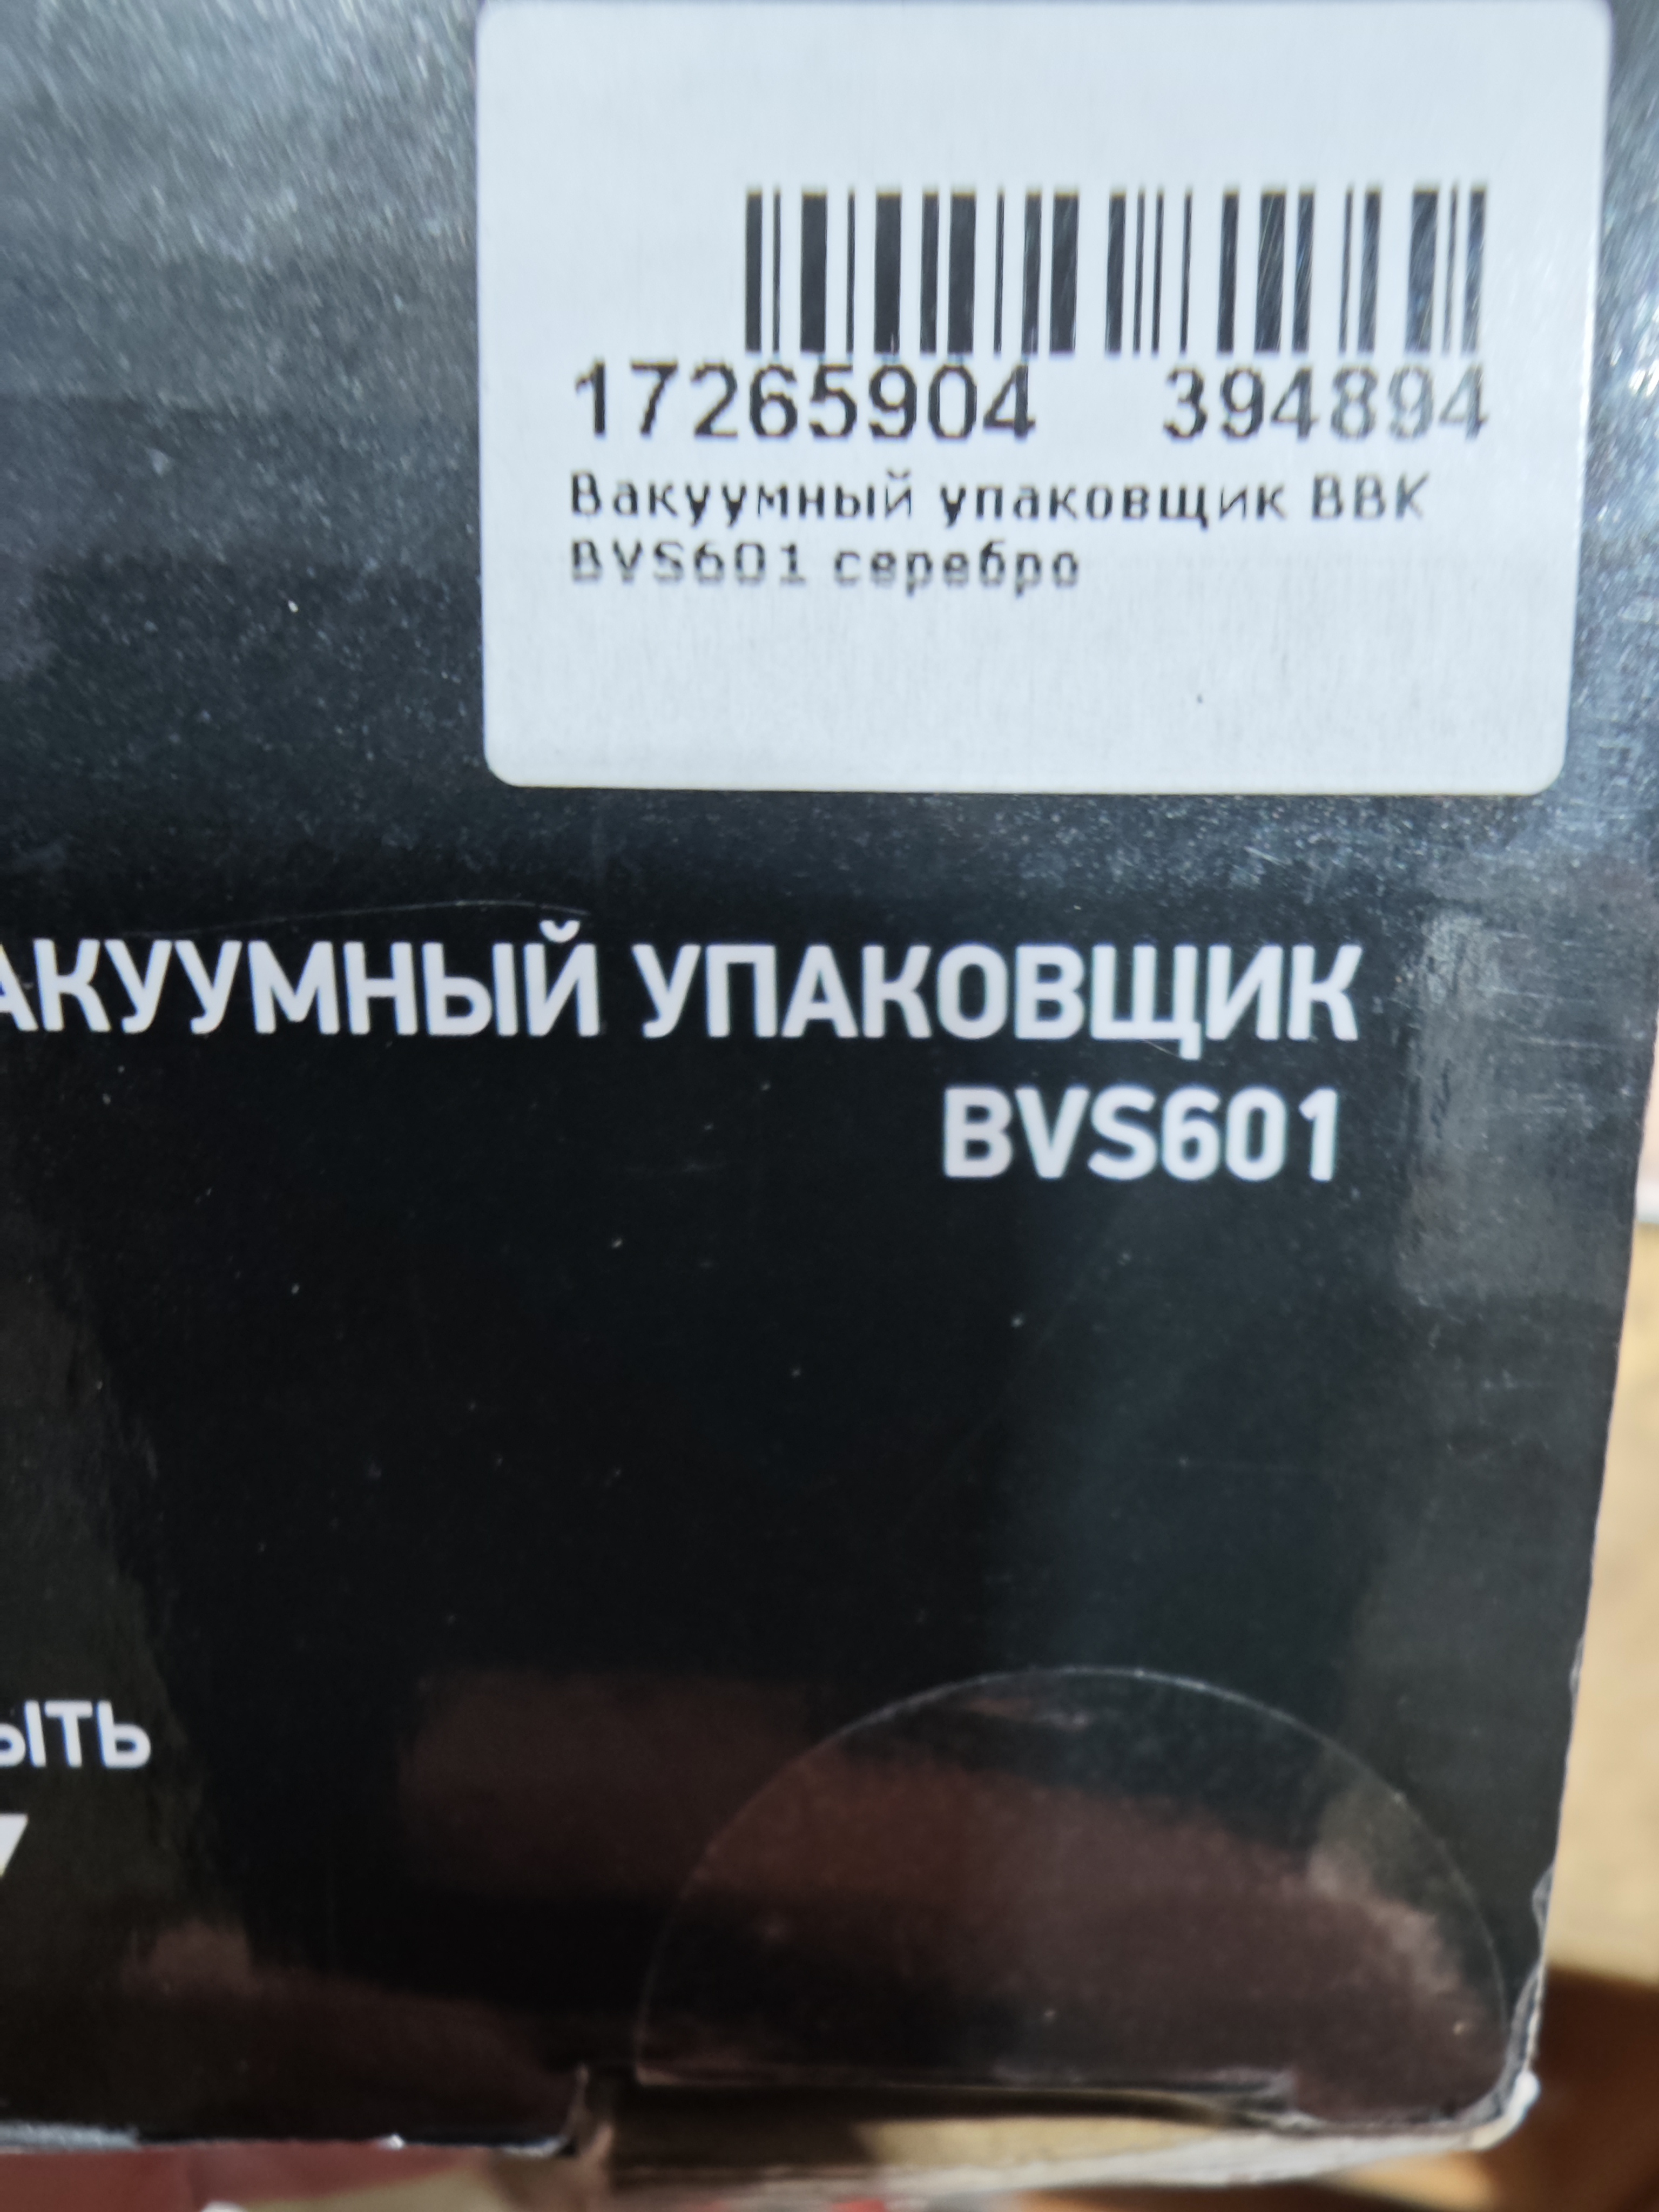 17265904 394894
Вакуумный упаковщик BBK
BVS601 серебро
АКУУМНЫЙ УПАКОВЩИК
BVS601
ЫТЬ